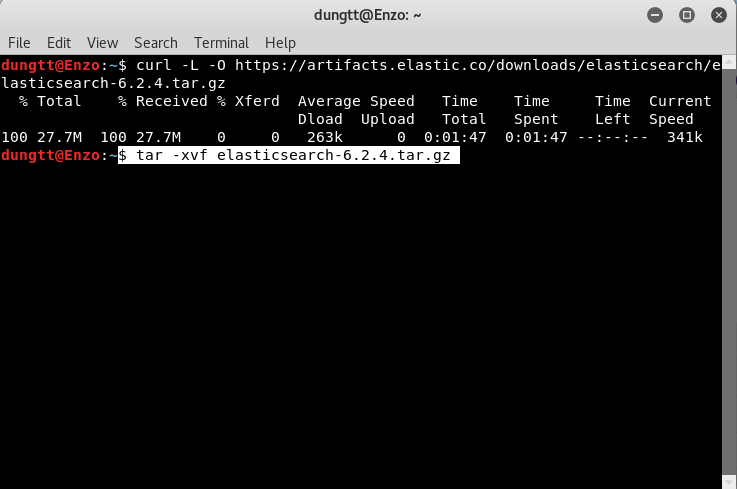 dungtt@Enzo: ~
File Edit View Search Terminal Help
dungtt@Enzo:~$ curl -L -O https://artifacts.elastic.co/downloads/elasticsearch/e
lasticsearch-6.2.4.tar.gz
  % Total    % Received % Xferd  Average Speed   Time    Time     Time  Current
                                 Dload  Upload   Total   Spent    Left  Speed
100 27.7M  100 27.7M    0     0   263k      0  0:01:47  0:01:47 --:--:--  341k
dungtt@Enzo:~$ tar -xvf elasticsearch-6.2.4.tar.gz